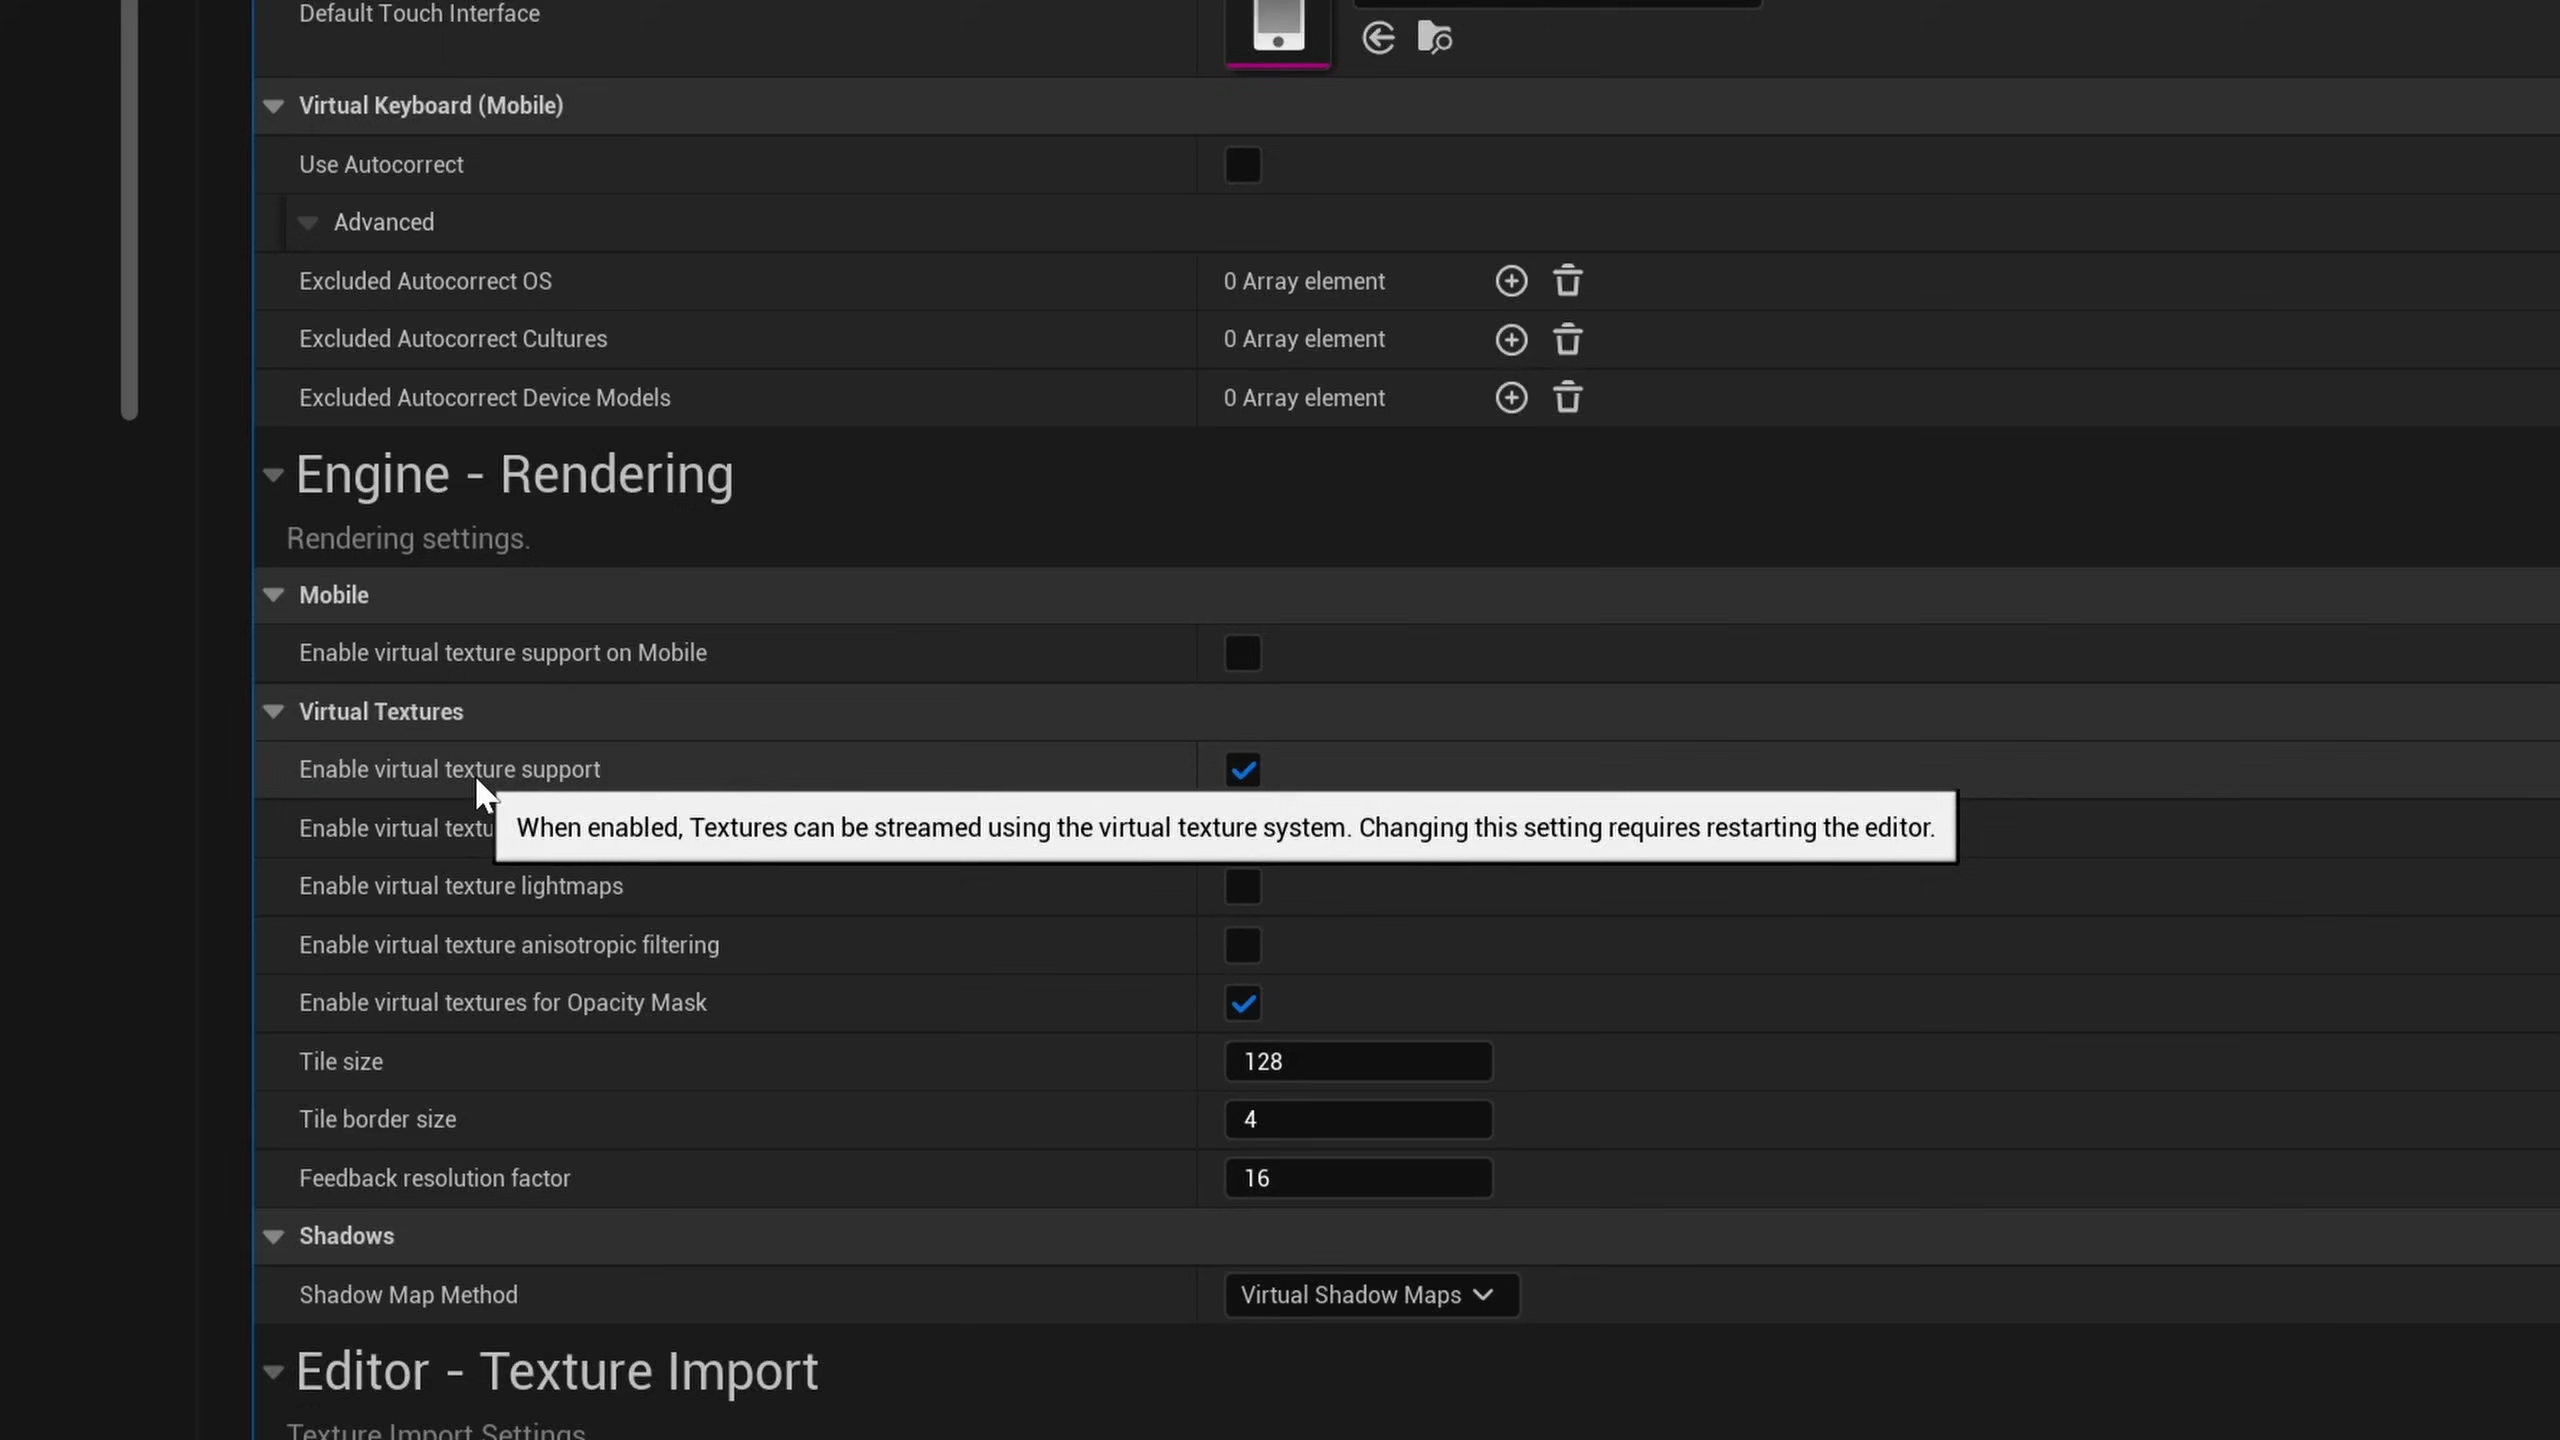 Default Touch Interface
Virtual Keyboard (Mobile)
Use Autocorrect
Advanced
Excluded Autocorrect OS
0 Array element
Excluded Autocorrect Cultures
0 Array element
Excluded Autocorrect Device Models
0 Array element
Engine - Rendering
Rendering settings.
Mobile
Enable virtual texture support on Mobile
Virtual Textures
Enable virtual texture support
Enable virtual
When enabled, Textures can be streamed using the virtual texture system. Changing this setting requires restarting the editor.
Enable virtual texture lightmaps
Enable virtual texture anisotropic filtering
Enable virtual textures for Opacity Mask
Tile size
128
Tile border size
4
Feedback resolution factor
16
Shadows
Shadow Map Method
Virtual Shadow Maps
Editor - Texture Import
Texture Import Settings